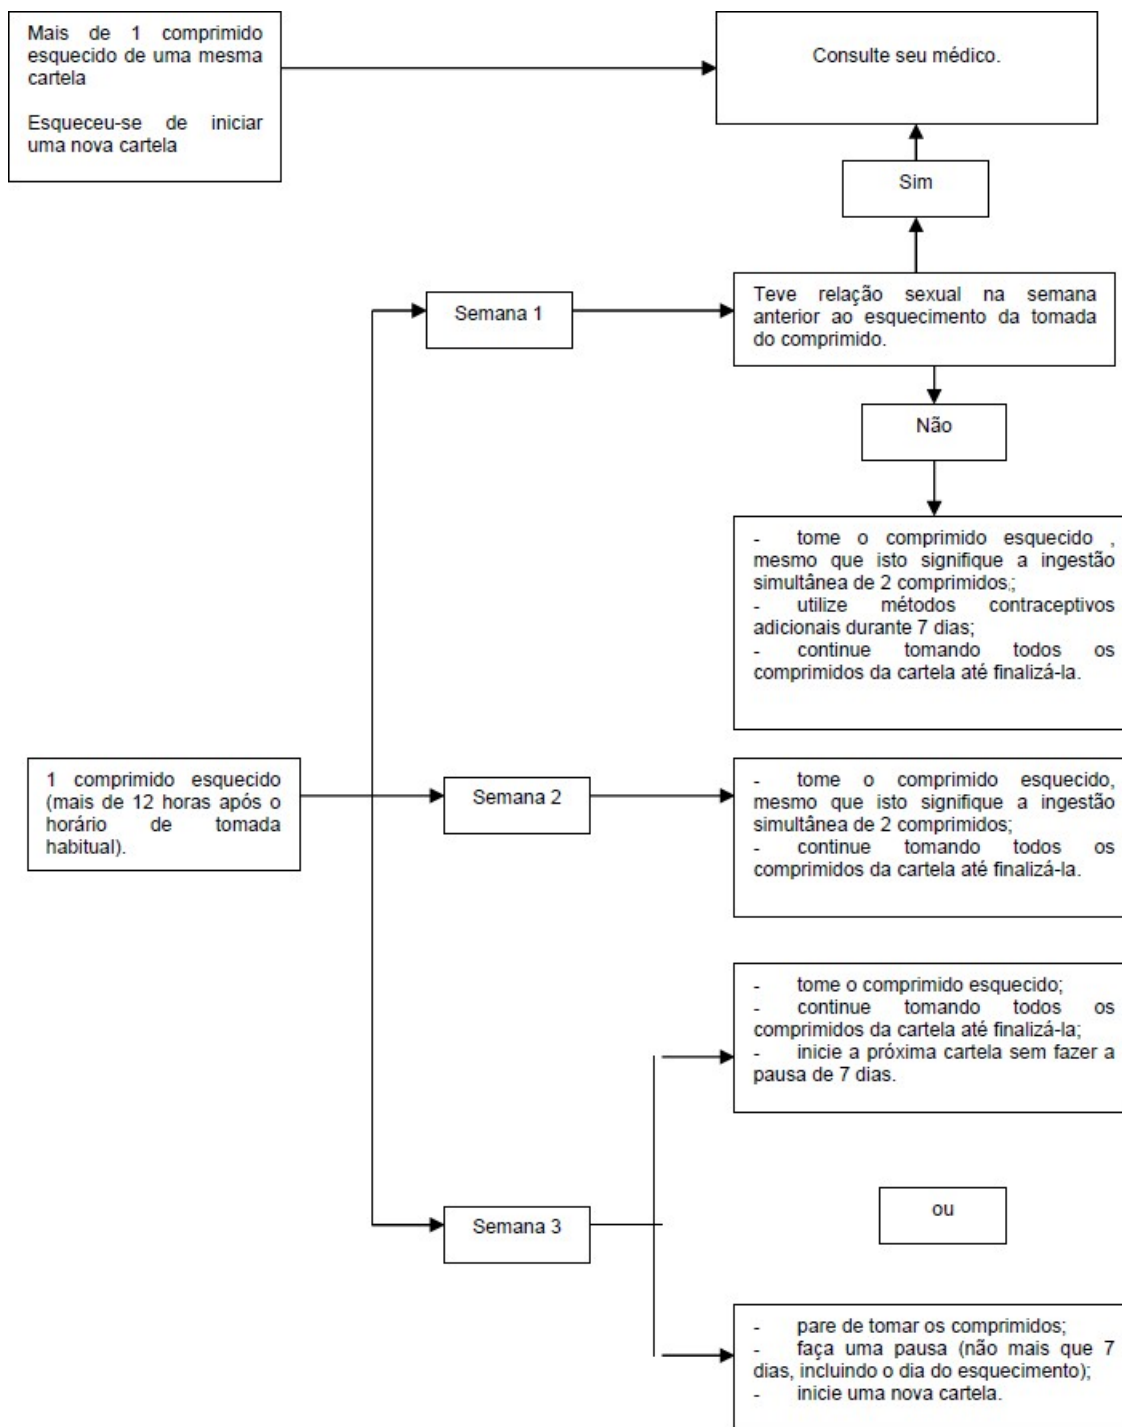 Mais de 1 comprimido
esquecido de uma mesma
cartela
Esqueceu-se de iniciar
uma nova cartela
Consulte seu médico.
Sim
Semana 1
Teve relação sexual na semana
anterior ao esquecimento da tomada
do comprimido.
Não
- tome o comprimido esquecido ,
mesmo que isto signifique a ingestão
simultânea de 2 comprimidos.;
- utilize métodos contraceptivos
adicionais durante 7 dias;
- continue tomando todos os
comprimidos da cartela até finalizá-la.
1 comprimido esquecido
(mais de 12 horas após o
horário de tomada
habitual).
Semana 2
- tome o comprimido esquecido,
mesmo que isto signifique a ingestão
simultânea de 2 comprimidos;
- continue tomando todos os
comprimidos da cartela até finalizá-la.
Semana 3
- tome o comprimido esquecido;
- continue tomando todos os
comprimidos da cartela até finalizá-la;
- inicie a próxima cartela sem fazer a
pausa de 7 dias.
ou
- pare de tomar os comprimidos;
- faça uma pausa (não mais que 7
dias, incluindo o dia do esquecimento);
- inicie uma nova cartela.